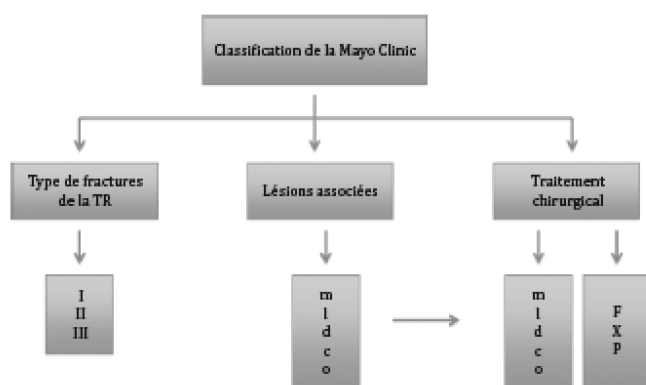 Classification de la Mayo Clinic
Type de fractures
de la TR
Lésions associées
Traitement
chirurgical
I
II
III
m
l
d
c
o
m
l
d
c
o
F
X
P